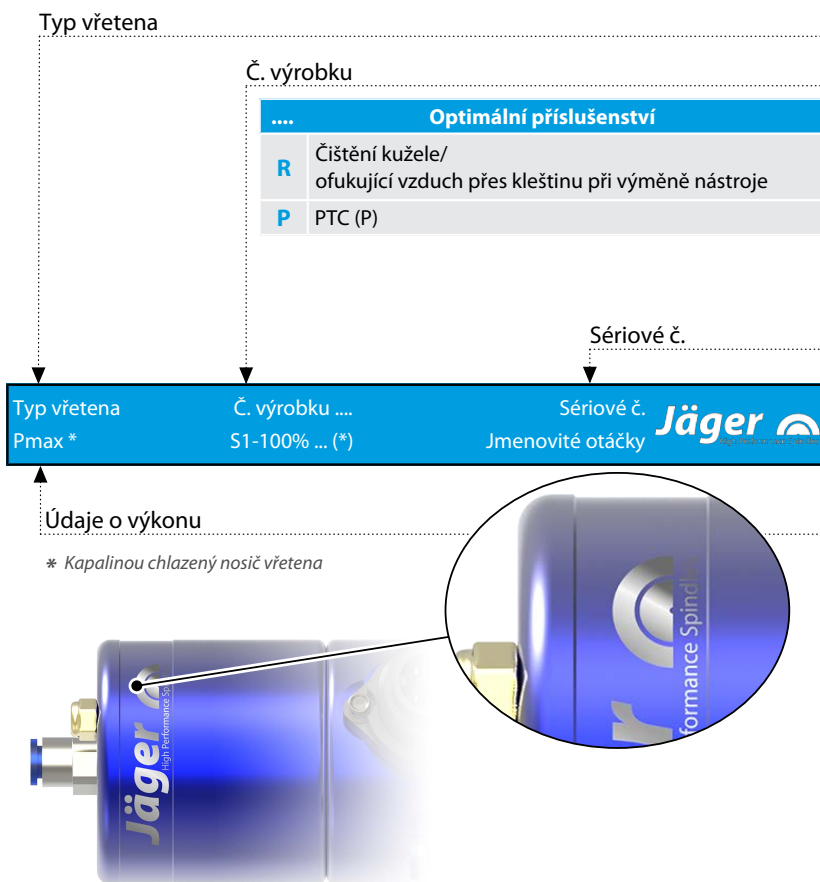 Typ vřetena
Č. výrobku
.... Optimální příslušenství
R Čištění kužele/
ofukující vzduch přes kleštinu při výměně nástroje
P PTC (P)
Sériové č.
Typ vřetena Č. výrobku .... Sériové č.
Pmax * S1-100% ... (*) Jmenovité otáčky
Jäger
Údaje o výkonu
* Kapalinou chlazený nosič vřetena
r
formance Spindles
Jäger
High Performance Sp